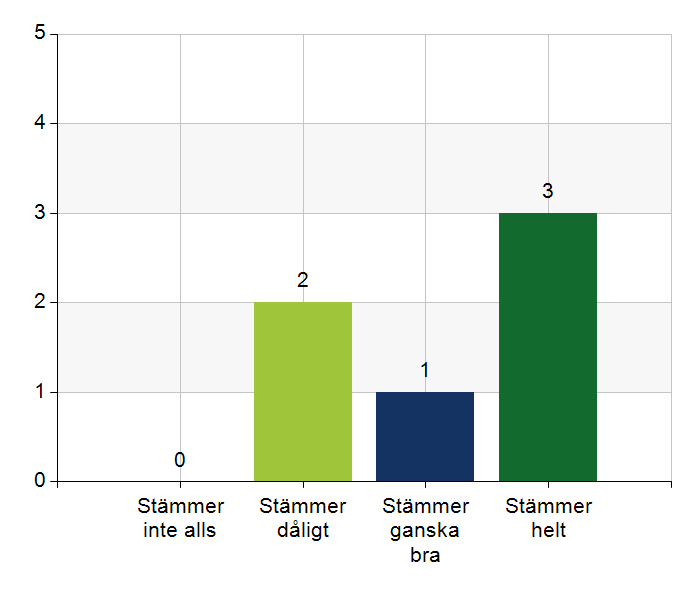 5
4
3
2
1
0
0
2
1
3
Stämmer
inte alls
Stämmer
dåligt
Stämmer
ganska
bra
Stämmer
helt